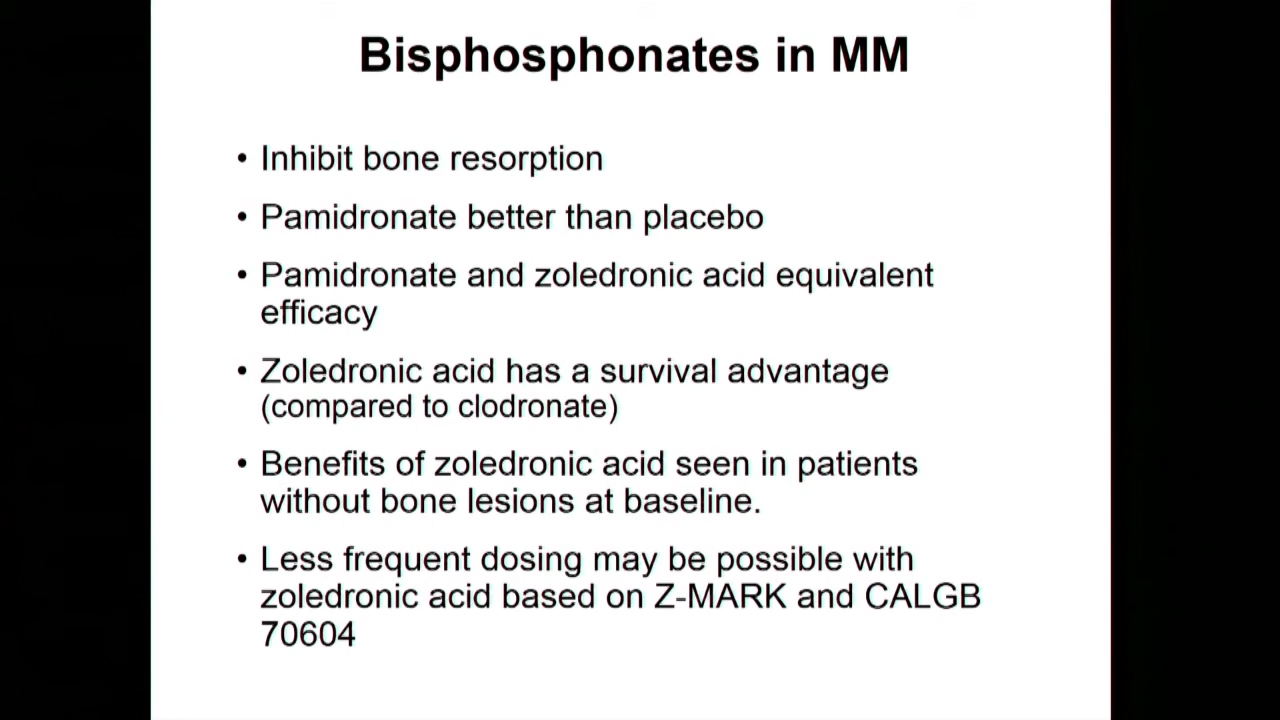 Bisphosphonates in MM
• Inhibit bone resorption
• Pamidronate better than placebo
• Pamidronate and zoledronic acid equivalent
efficacy
• Zoledronic acid has a survival advantage
(compared to clodronate)
• Benefits of zoledronic acid seen in patients
without bone lesions at baseline.
• Less frequent dosing may be possible with
zoledronic acid based on Z-MARK and CALGB
70604